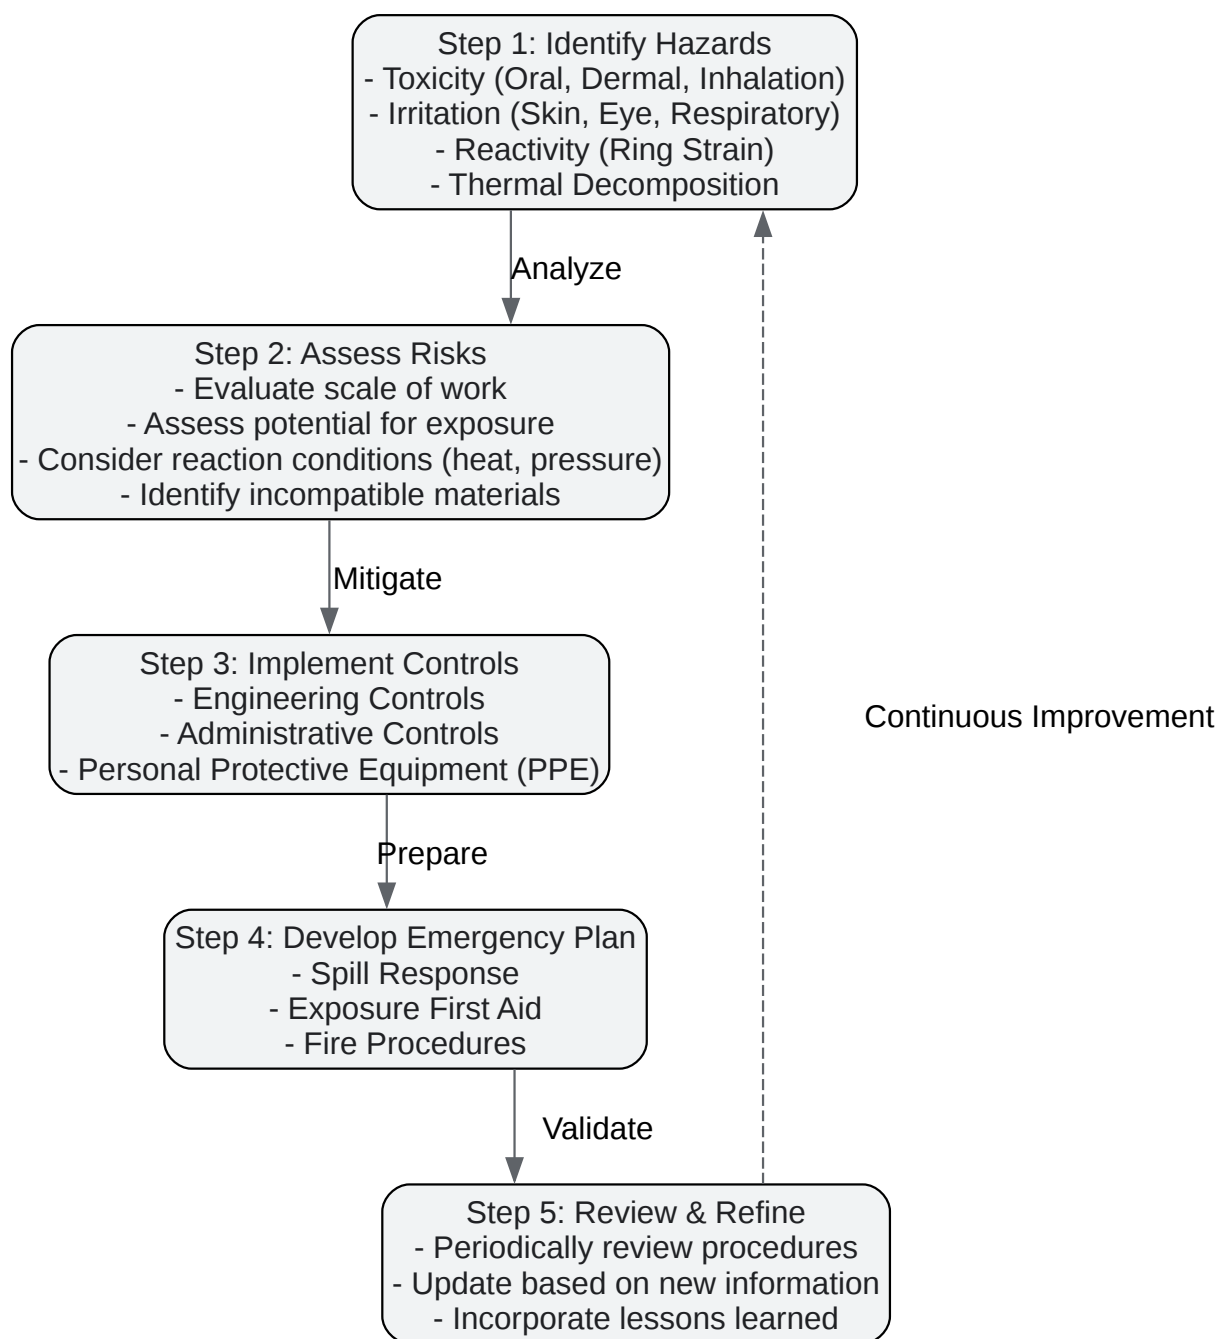 Step 1: Identify Hazards
- Toxicity (Oral, Dermal, Inhalation)
- Irritation (Skin, Eye, Respiratory)
- Reactivity (Ring Strain)
- Thermal Decomposition
Analyze
Step 2: Assess Risks
- Evaluate scale of work
- Assess potential for exposure
- Consider reaction conditions (heat, pressure)
- Identify incompatible materials
Mitigate
Step 3: Implement Controls
- Engineering Controls
- Administrative Controls
- Personal Protective Equipment (PPE)
Continuous Improvement
Prepare
Step 4: Develop Emergency Plan
- Spill Response
- Exposure First Aid
- Fire Procedures
Validate
Step 5: Review & Refine
- Periodically review procedures
- Update based on new information
- Incorporate lessons learned